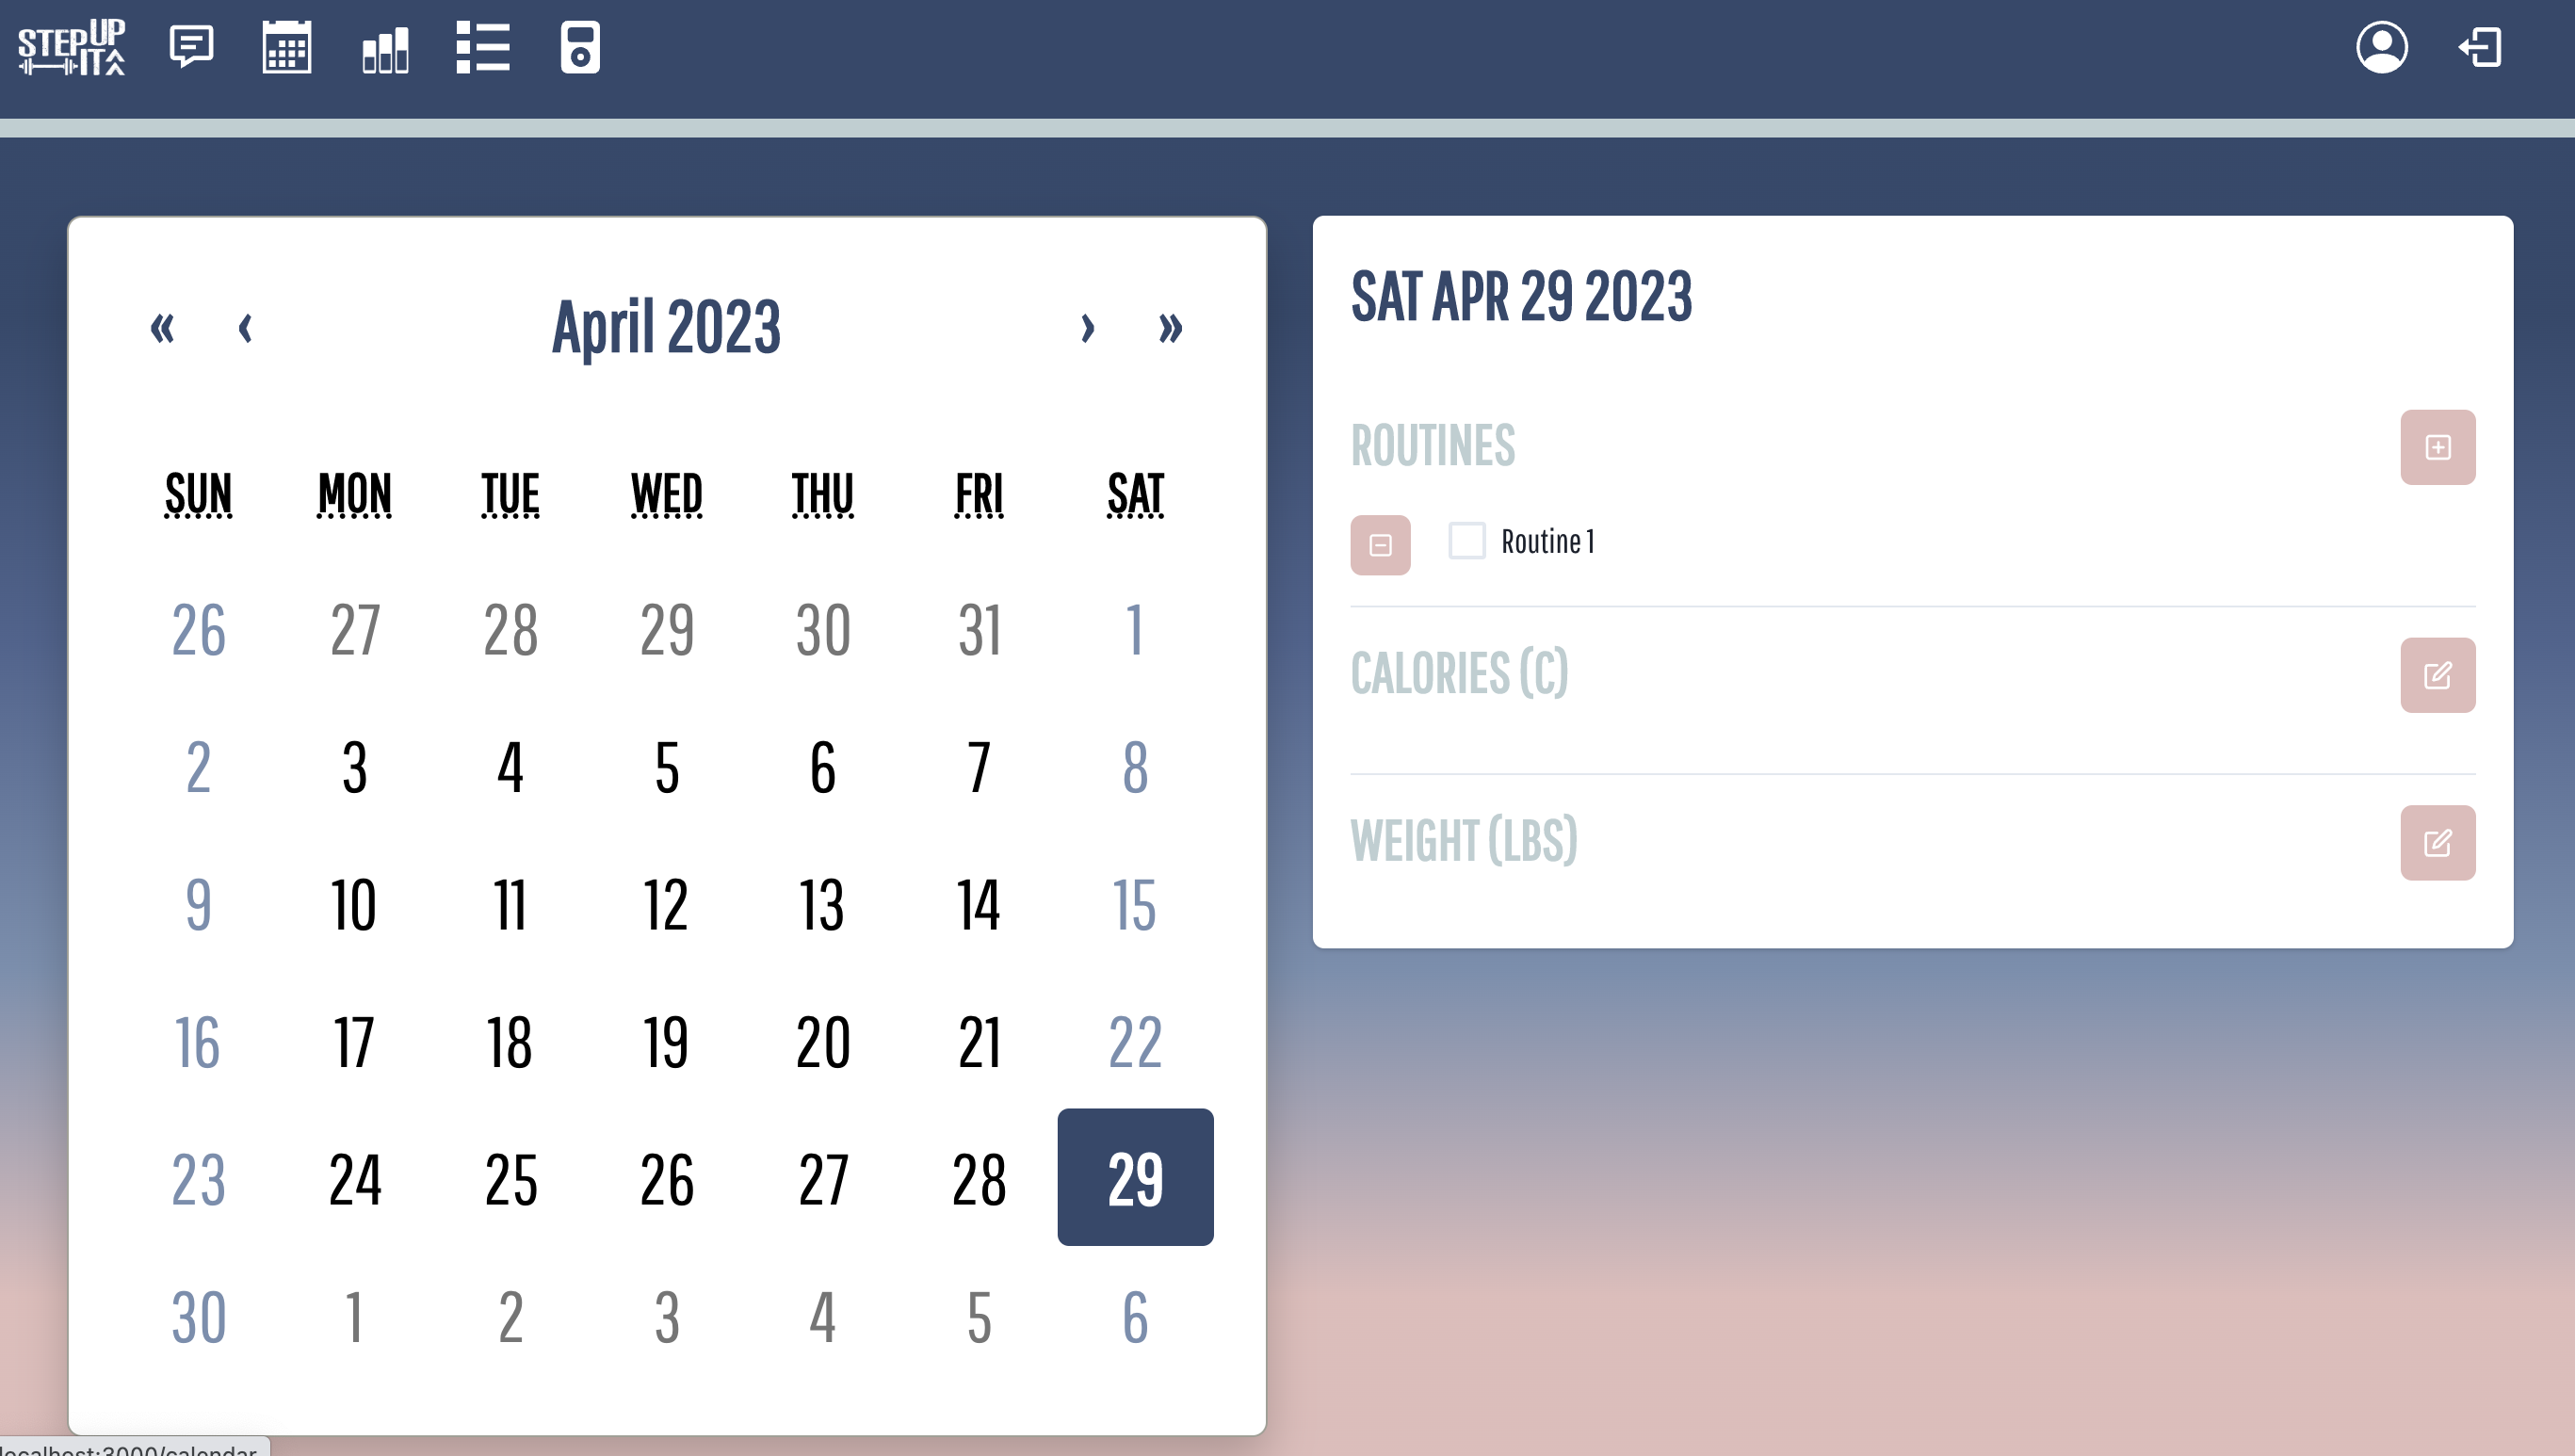 STEPUP
IT
« ‹ April 2023 › »
SUN MON TUE WED THU FRI SAT
26 27 28 29 30 31 1
2 3 4 5 6 7 8
9 10 11 12 13 14 15
16 17 18 19 20 21 22
23 24 25 26 27 28 29
30 1 2 3 4 5 6
SAT APR 29 2023
ROUTINES
Routine 1
CALORIES (C)
WEIGHT (LBS)
localhost:3000/calendar